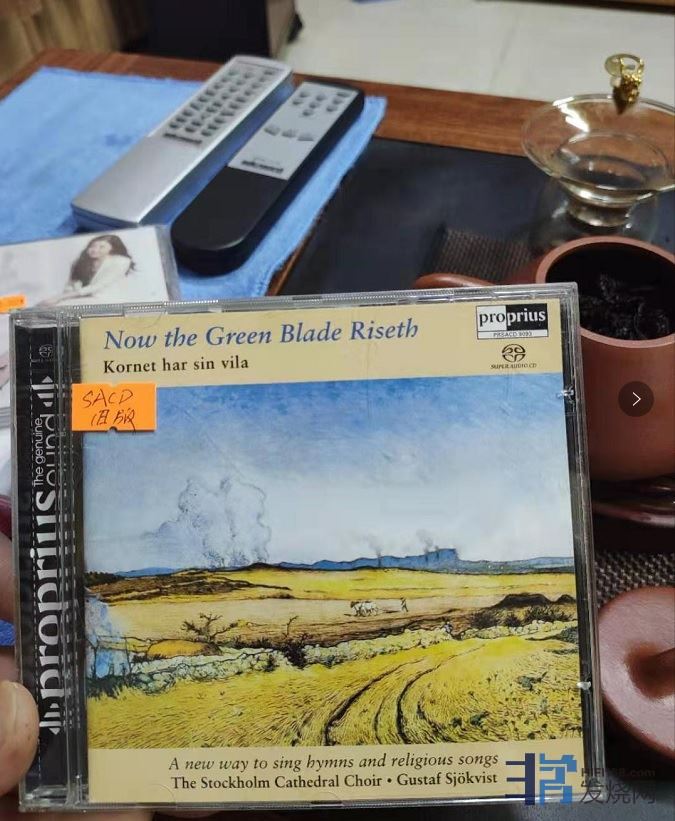 Now the Green Blade Riseth
Kornet har sin vila
proprius
PRSACD 9093
SUPER AUDIO CD
SACD
旧版
proprius
The genuine
sound
A new way to sing hymns and religious songs
The Stockholm Cathedral Choir • Gustaf Sjökvist
发烧网